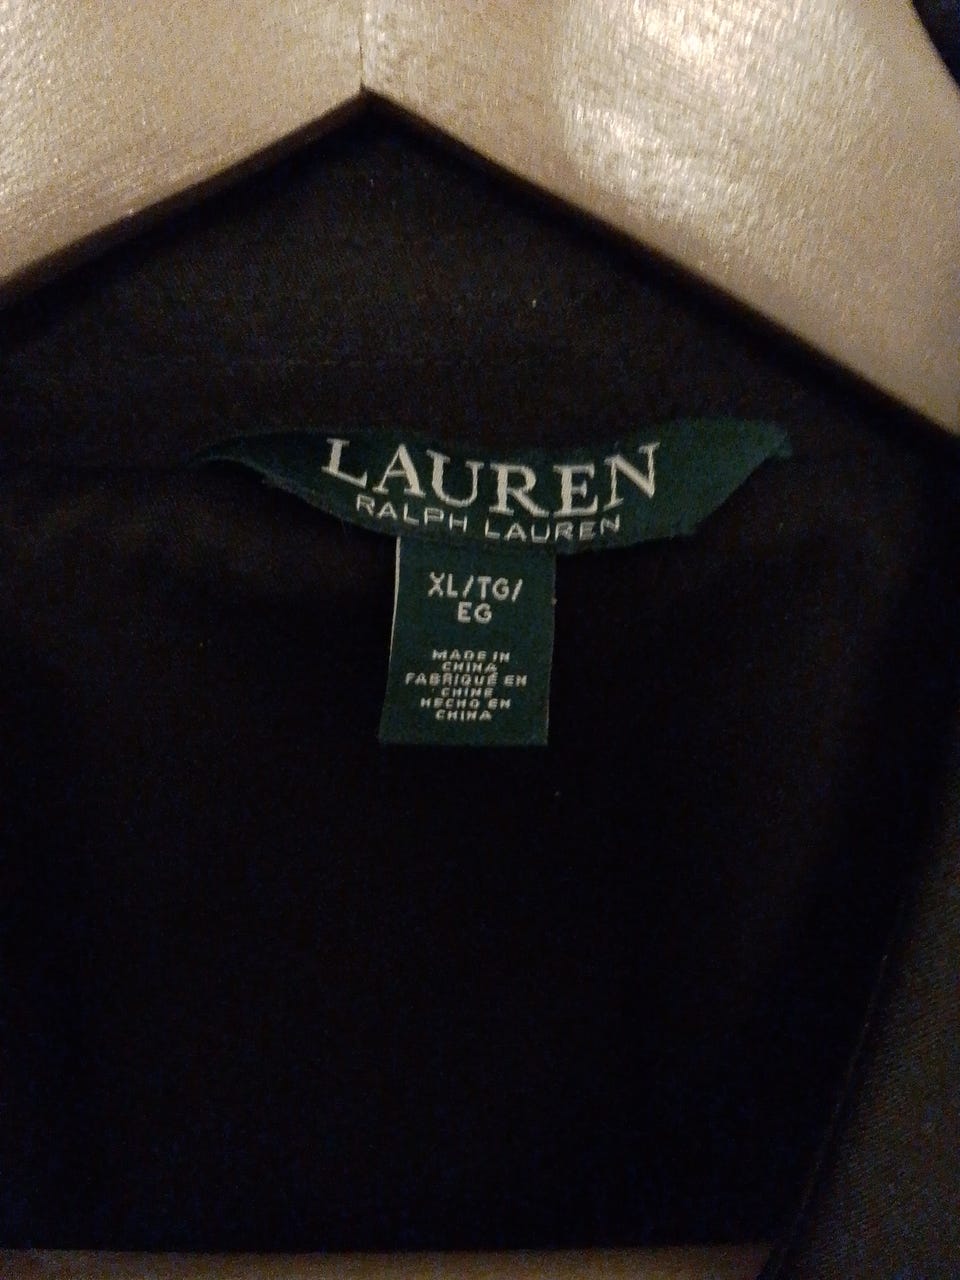 LAUREN
RALPH LAUREN
XL/TG/
EG
MADE IN
CHINA
FABRIQUÉ EN
CHINE
HECHO EN
CHINA